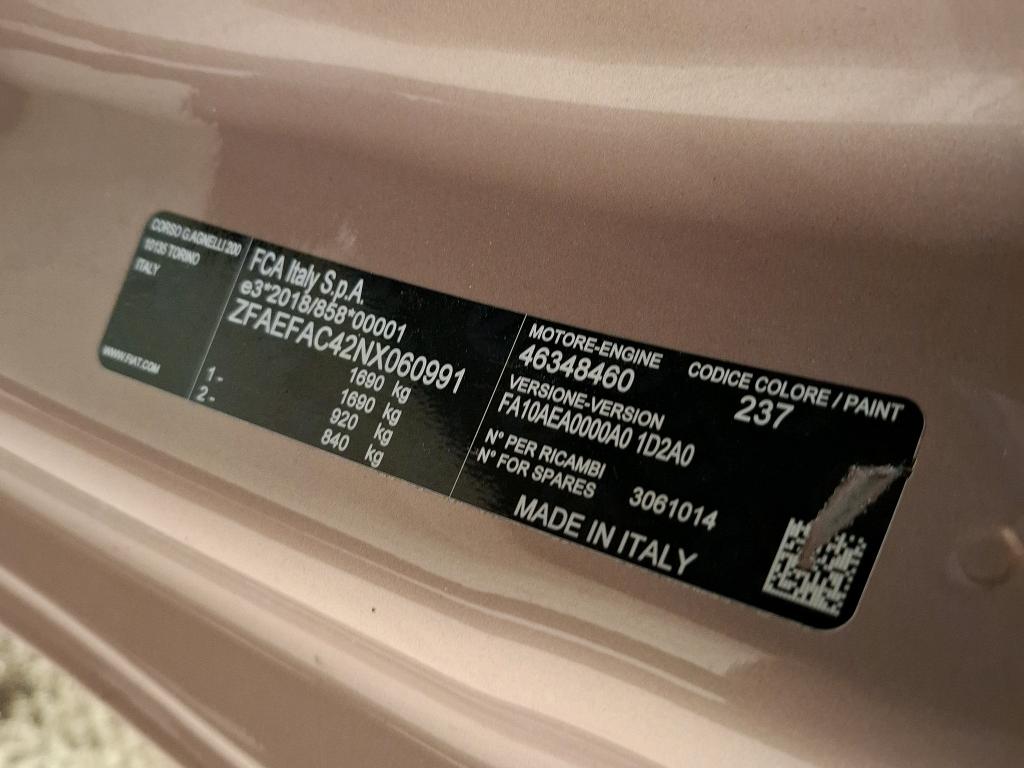 CORSO G.AGNELLI 200
10135 TORINO
ITALY
WWW.FIAT.COM
FCA Italy S.p.A.
e3*2018/858*00001
ZFAEFAC42NX060991
1690 kg
1690 kg
1 - 920 kg
2 - 840 kg
MOTORE-ENGINE
46348460
VERSIONE-VERSION
FA10AEA0000A0 1D2A0
N° PER RICAMBI
N° FOR SPARES 3061014
MADE IN ITALY
CODICE COLORE / PAINT
237